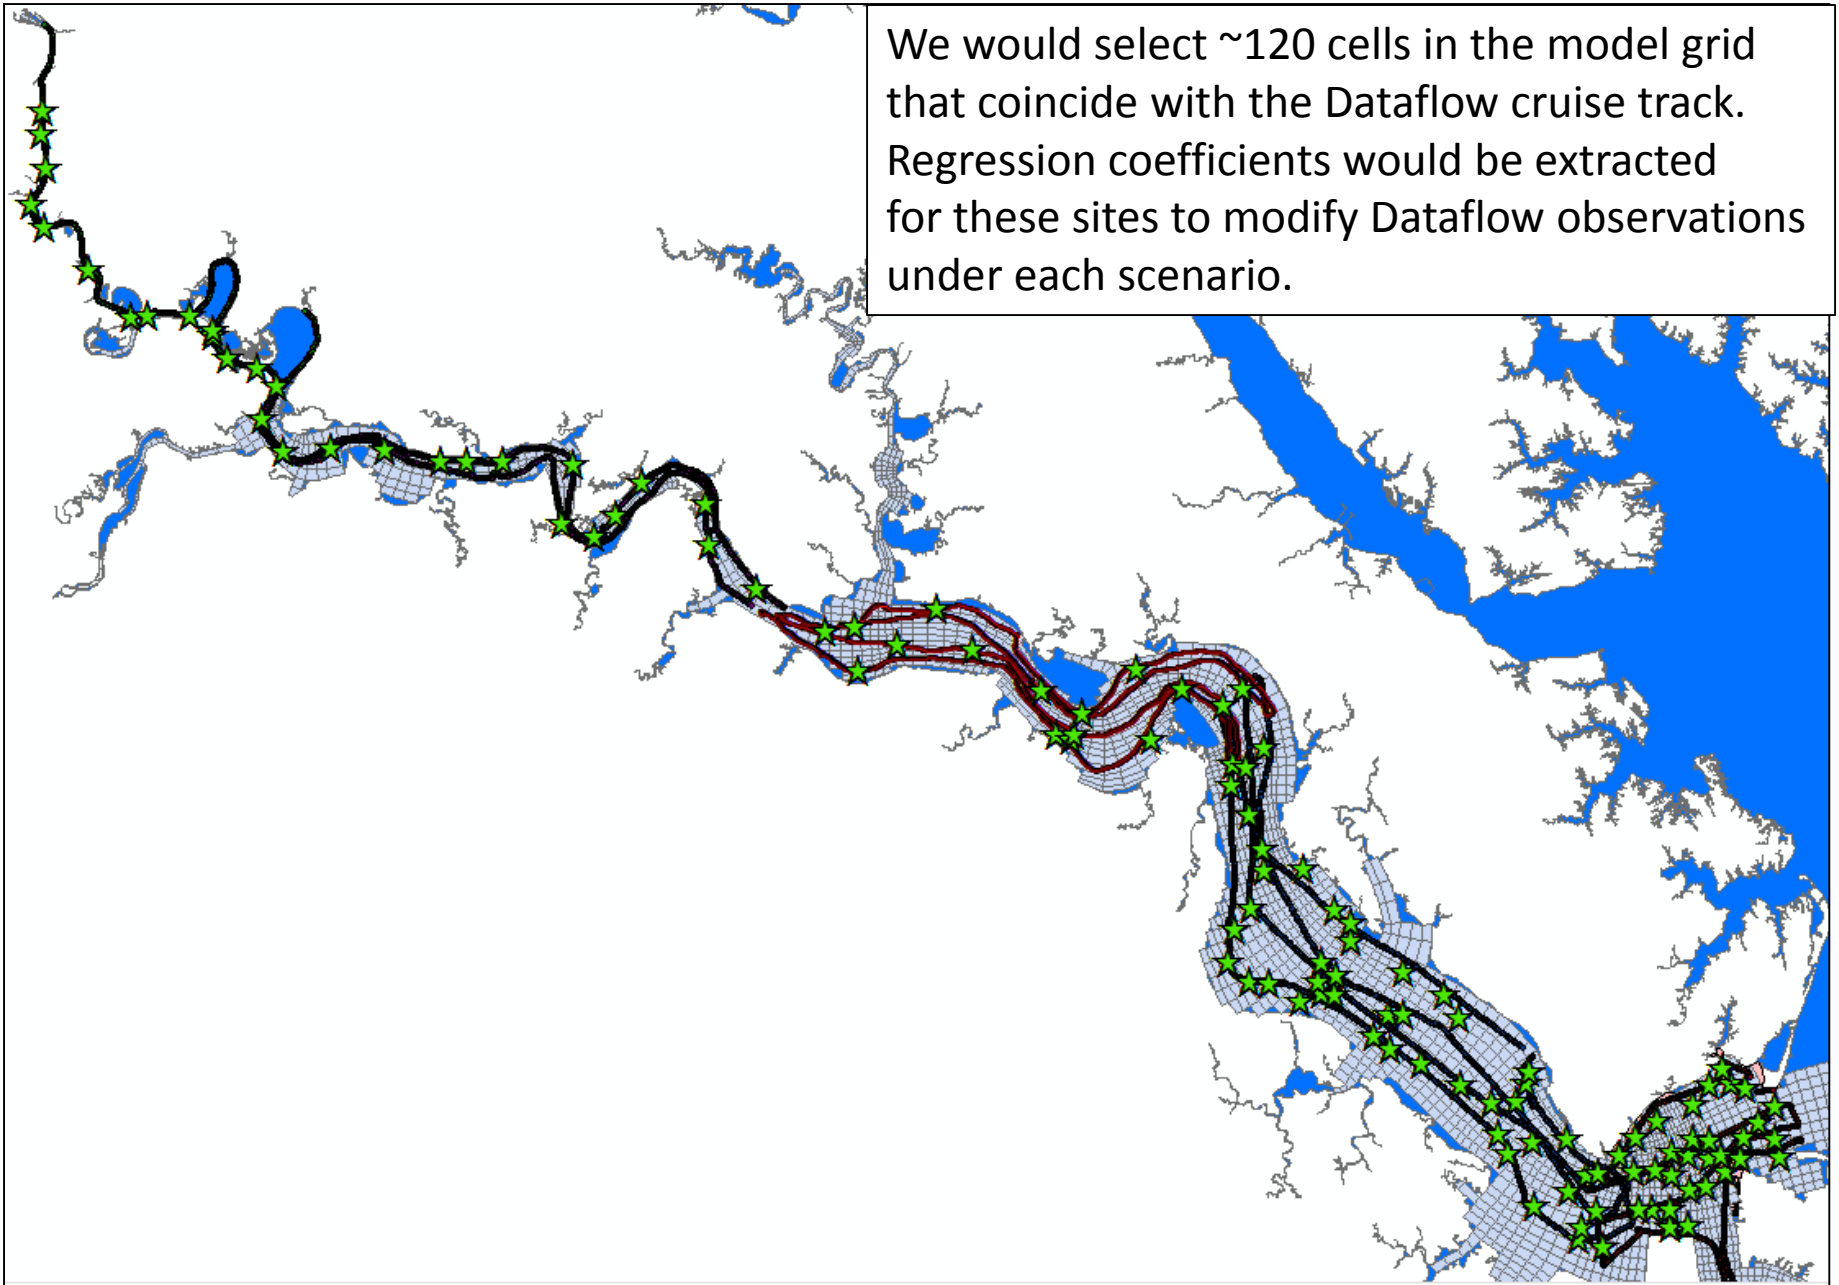 We would select ~120 cells in the model grid
that coincide with the Dataflow cruise track.
Regression coefficients would be extracted
for these sites to modify Dataflow observations
under each scenario.